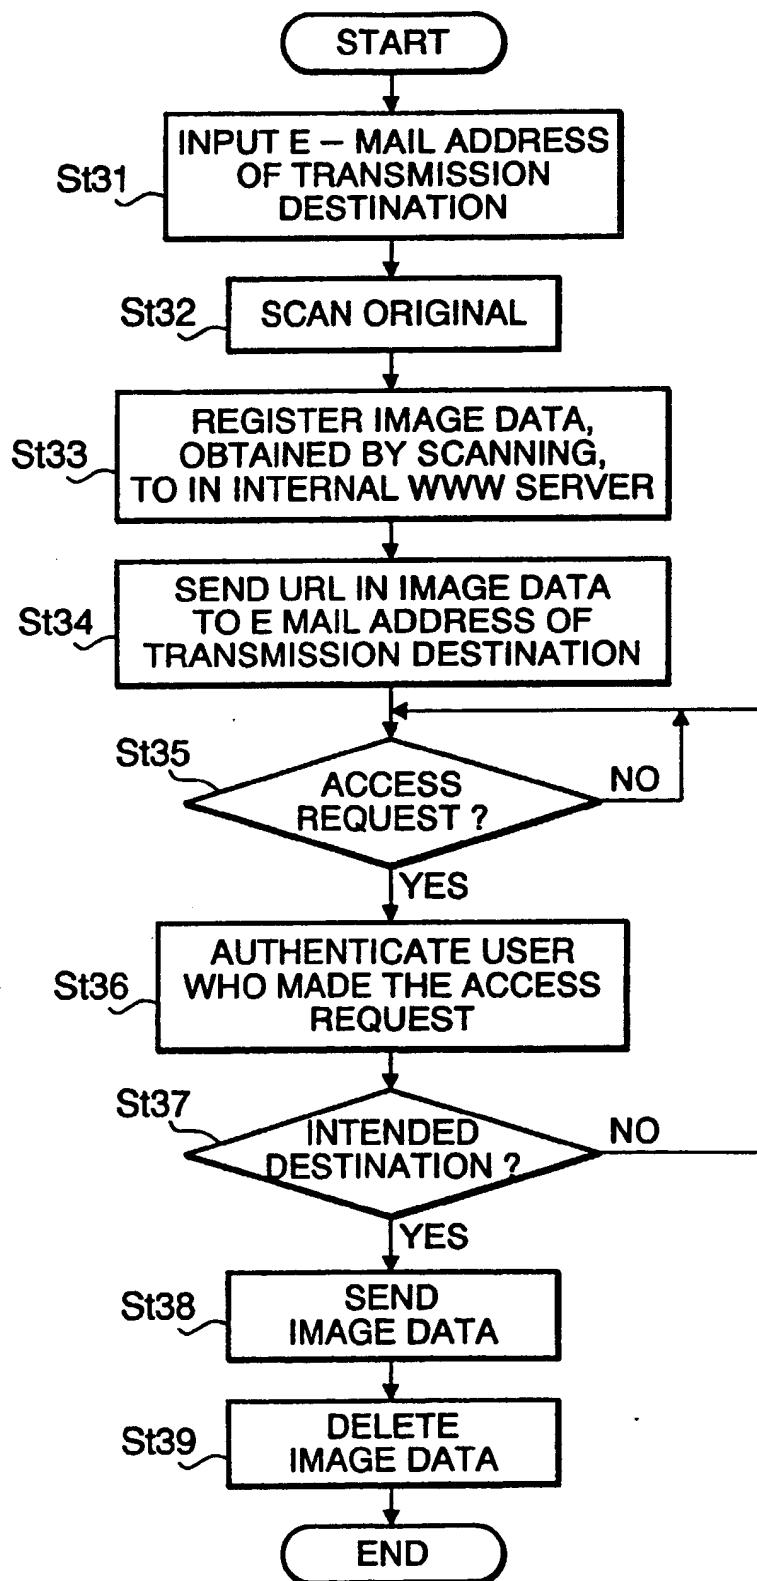 START
St31
INPUT E – MAIL ADDRESS
OF TRANSMISSION
DESTINATION
St32
SCAN ORIGINAL
St33
REGISTER IMAGE DATA,
OBTAINED BY SCANNING,
TO IN INTERNAL WWW SERVER
St34
SEND URL IN IMAGE DATA
TO E MAIL ADDRESS OF
TRANSMISSION DESTINATION
St35
ACCESS
REQUEST ?
NO
YES
St36
AUTHENTICATE USER
WHO MADE THE ACCESS
REQUEST
St37
INTENDED
DESTINATION ?
NO
YES
St38
SEND
IMAGE DATA
St39
DELETE
IMAGE DATA
END